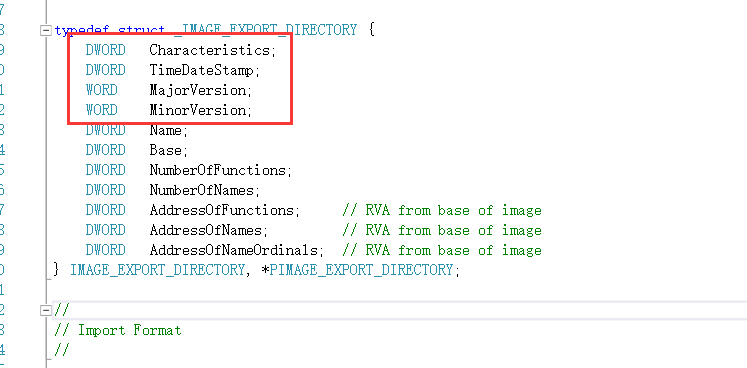 7
8 typedef struct _IMAGE_EXPORT_DIRECTORY {
9 DWORD Characteristics;
0 DWORD TimeDateStamp;
1 WORD MajorVersion;
2 WORD MinorVersion;
3 DWORD Name;
4 DWORD Base;
5 DWORD NumberOfFunctions;
6 DWORD NumberOfNames;
7 DWORD AddressOfFunctions; // RVA from base of image
8 DWORD AddressOfNames; // RVA from base of image
9 DWORD AddressOfNameOrdinals; // RVA from base of image
0 } IMAGE_EXPORT_DIRECTORY, *PIMAGE_EXPORT_DIRECTORY;
1
2 //
3 // Import Format
4 //